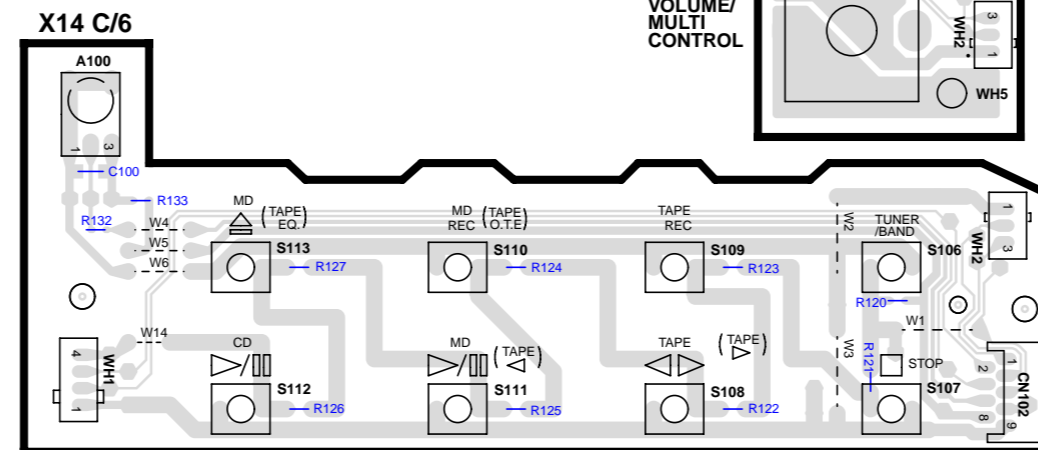 VOLUME/
MULTI
CONTROL
X14 C/6
3
WH2
1
WH5
A100
1 3
C100
R133
R132
W4
W5
W6
MD
(TAPE EQ.)
MD REC
(TAPE O.T.E)
TAPE
REC
W2
TUNER
/BAND
1
3
WH2
S113
S110
S109
S106
R127
R124
R123
R120
W1
W14
CD
MD
(TAPE)
TAPE
(TAPE)
W3
R121
STOP
4
WH1
1
S112
S111
S108
S107
R126
R125
R122
1
2
8
9
CN102